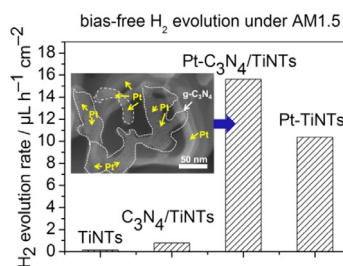 bias-free H₂ evolution under AM1.5
H2 evolution rate / μL h⁻¹ cm⁻²
18
16
14
12
10
8
6
4
2
0
Pt-C₃N₄/TiNTs
g-C₃N₄
Pt
Pt
Pt
Pt
Pt
Pt
50 nm
Pt-TiNTs
C₃N₄/TiNTs
TiNTs